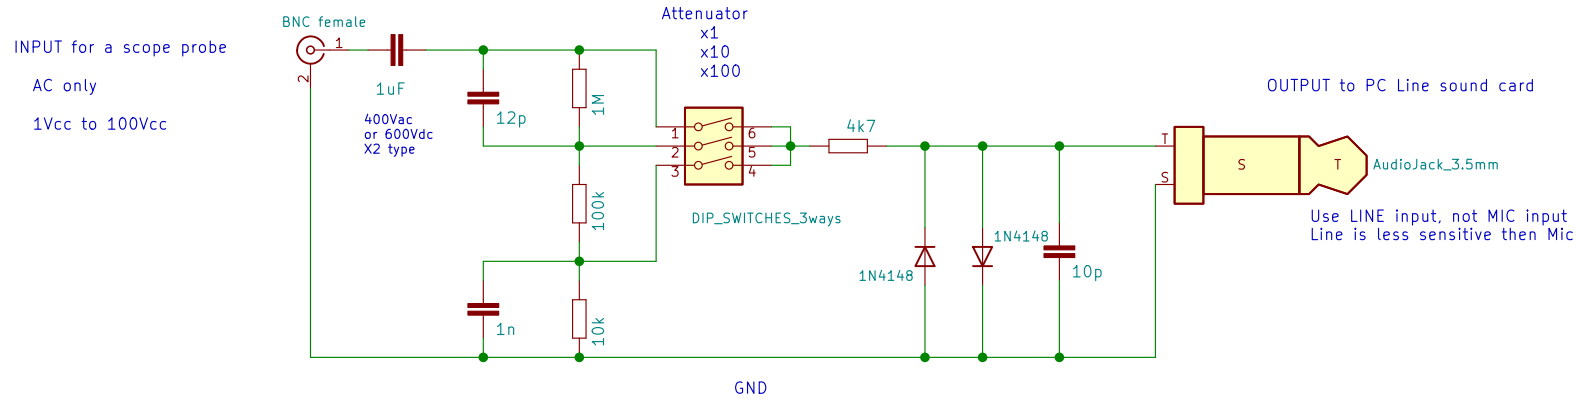 INPUT for a scope probe
AC only
1Vcc to 100Vcc
BNC female
1
2
1uF
400Vac
or 600Vdc
X2 type
12p
1M
100k
1n
10k
Attenuator
x1
x10
x100
1
2
3
6
5
4
DIP_SWITCHES_3ways
4k7
1N4148
1N4148
10p
GND
OUTPUT to PC Line sound card
T
S
S
T
AudioJack_3.5mm
Use LINE input, not MIC input
Line is less sensitive then Mic